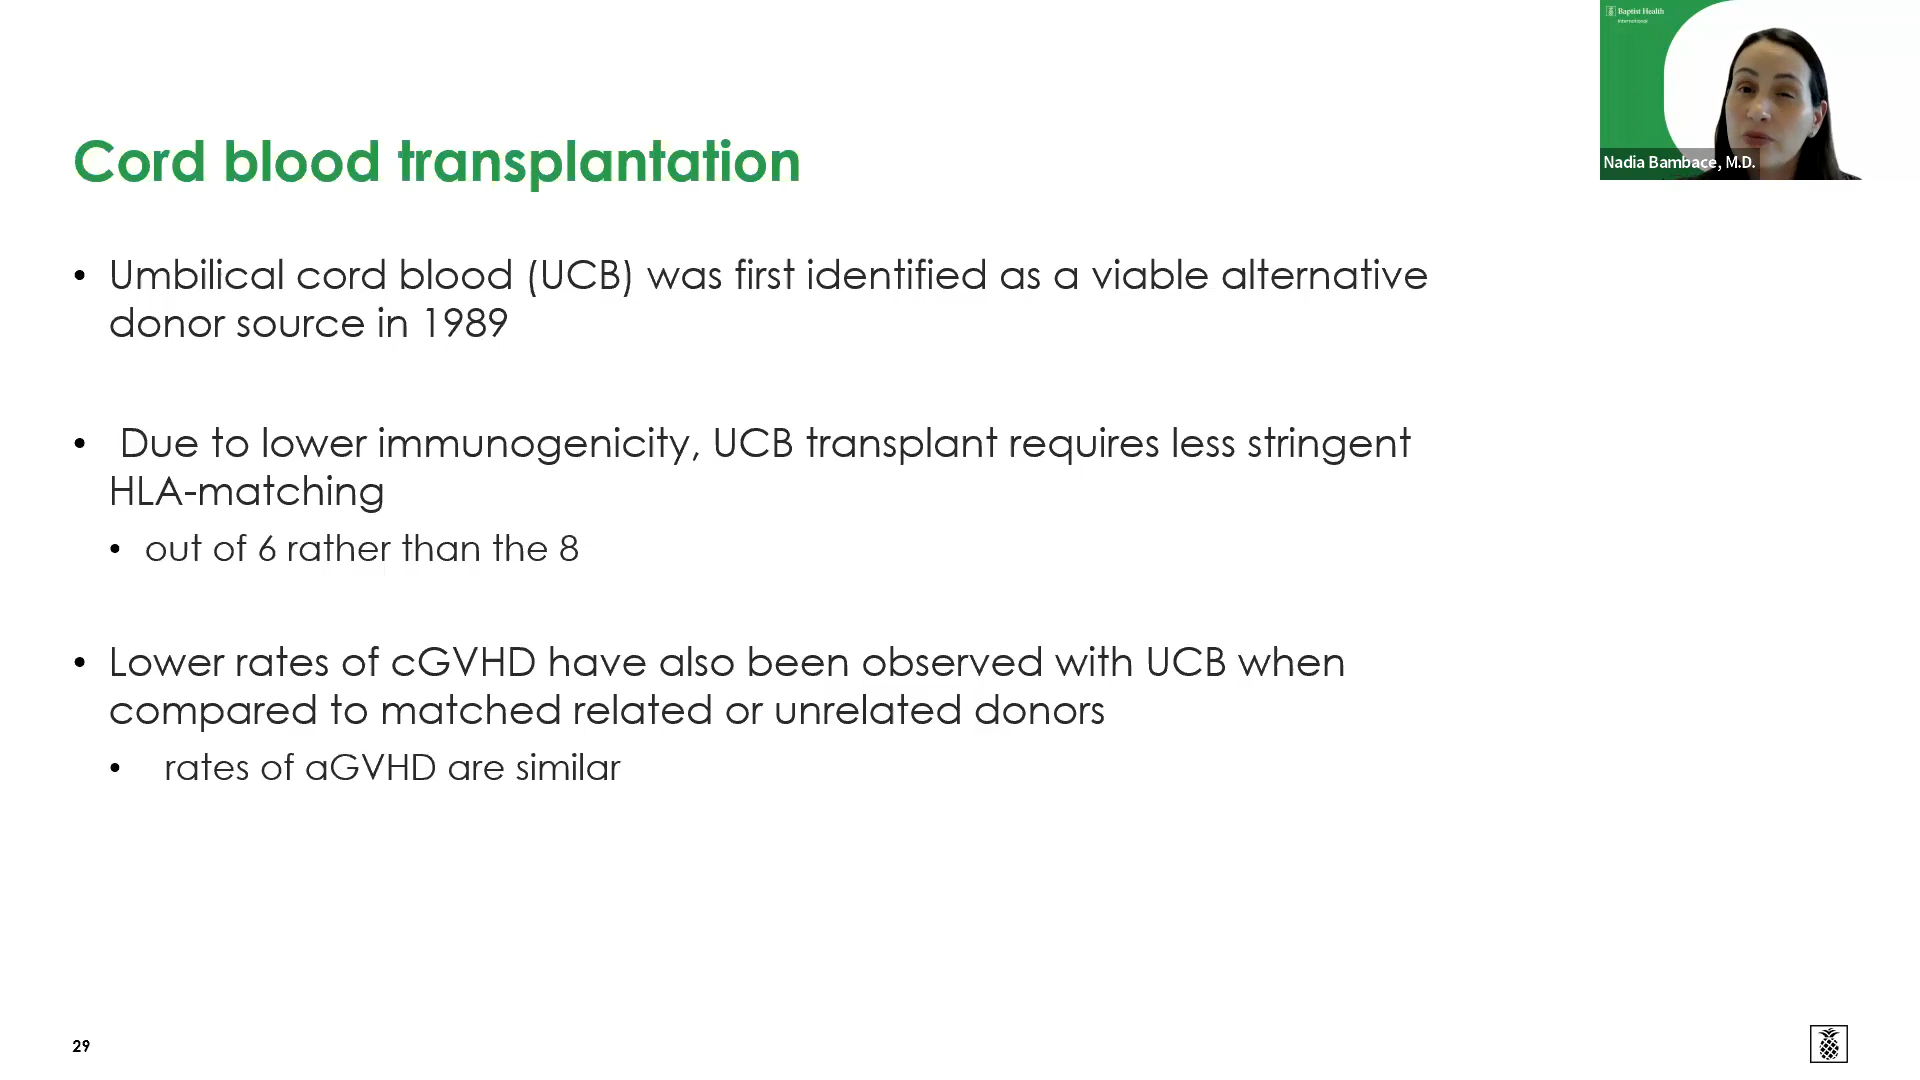 Baptist Health
International
Nadia Bambace, M.D.
Cord blood transplantation
• Umbilical cord blood (UCB) was first identified as a viable alternative
donor source in 1989
• Due to lower immunogenicity, UCB transplant requires less stringent
HLA-matching
• out of 6 rather than the 8
• Lower rates of cGVHD have also been observed with UCB when
compared to matched related or unrelated donors
• rates of aGVHD are similar
29